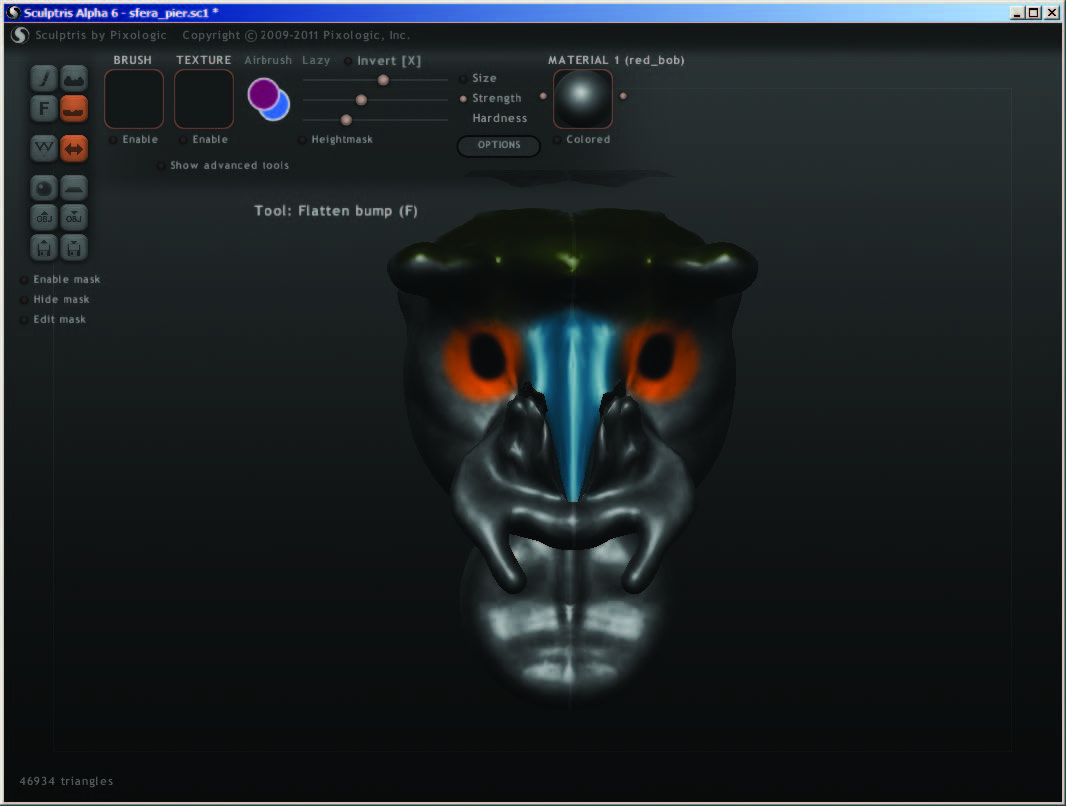 Sculptris Alpha 6 - sfera_pier.sc1 *
Sculptris by Pixologic Copyright © 2009-2011 Pixologic, Inc.
BRUSH TEXTURE Airbrush Lazy Invert [X] MATERIAL 1 (red_bob)
Size
F Strength
Hardness
Enable Enable Heightmask OPTIONS Colored
Show advanced tools
Tool: Flatten bump (F)
OBJ OBJ
Enable mask
Hide mask
Edit mask
46934 triangles